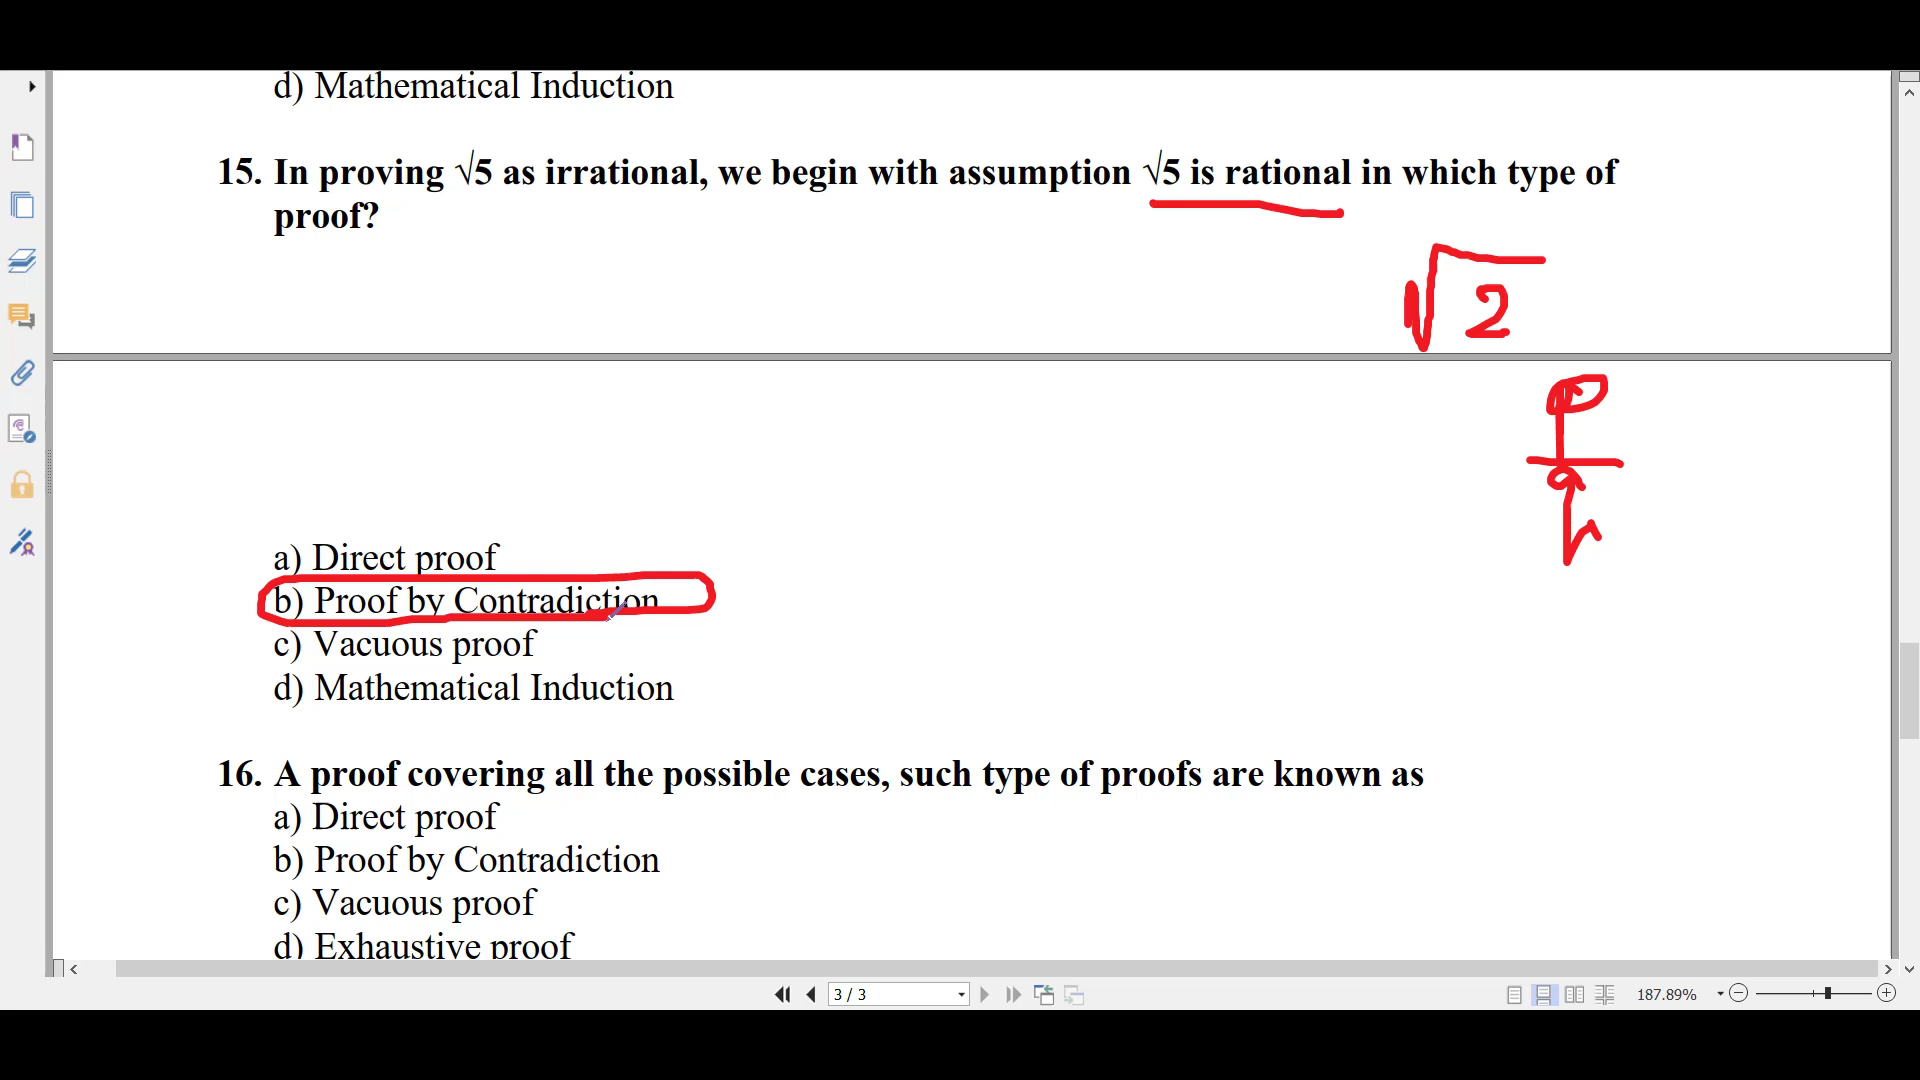 d) Mathematical Induction
15. In proving √5 as irrational, we begin with assumption √5 is rational in which type of
proof?
√2
p
a) Direct proof
b) Proof by Contradiction
c) Vacuous proof
d) Mathematical Induction
16. A proof covering all the possible cases, such type of proofs are known as
a) Direct proof
b) Proof by Contradiction
c) Vacuous proof
d) Exhaustive proof
3 / 3
187.89%